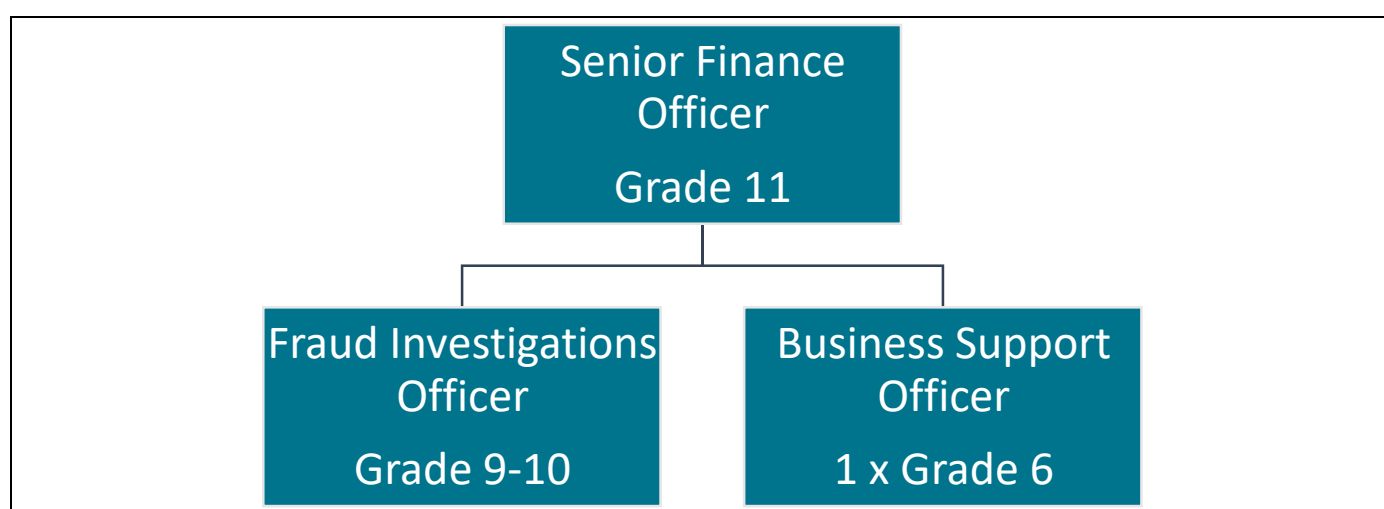 Senior Finance
Officer
Grade 11
Fraud Investigations
Officer
Grade 9-10
Business Support
Officer
1 x Grade 6